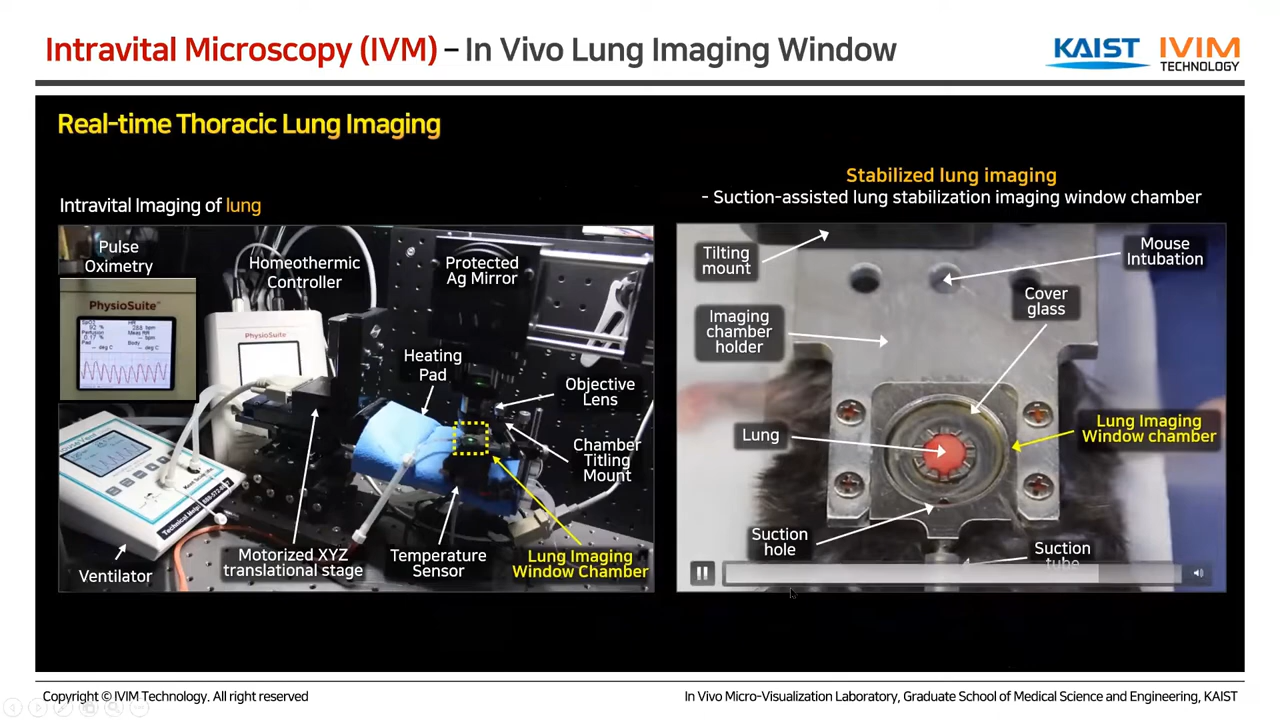 Intravital Microscopy (IVM) – In Vivo Lung Imaging Window
KAIST
IVIM
TECHNOLOGY
Real-time Thoracic Lung Imaging
Intravital Imaging of lung
Pulse
Oximetry
PhysioSuite
Homeothermic
Controller
PhysioSuite
Protected
Ag Mirror
Heating
Pad
Objective
Lens
Chamber
Titling
Mount
Ventilator
Motorized XYZ
translational stage
Temperature
Sensor
Lung Imaging
Window Chamber
Stabilized lung imaging
- Suction-assisted lung stabilization imaging window chamber
Tilting
mount
Mouse
Intubation
Cover
glass
Imaging
chamber
holder
Lung
Lung Imaging
Window chamber
Suction
hole
Suction
tube
Copyright © IVIM Technology. All right reserved
In Vivo Micro-Visualization Laboratory, Graduate School of Medical Science and Engineering, KAIST